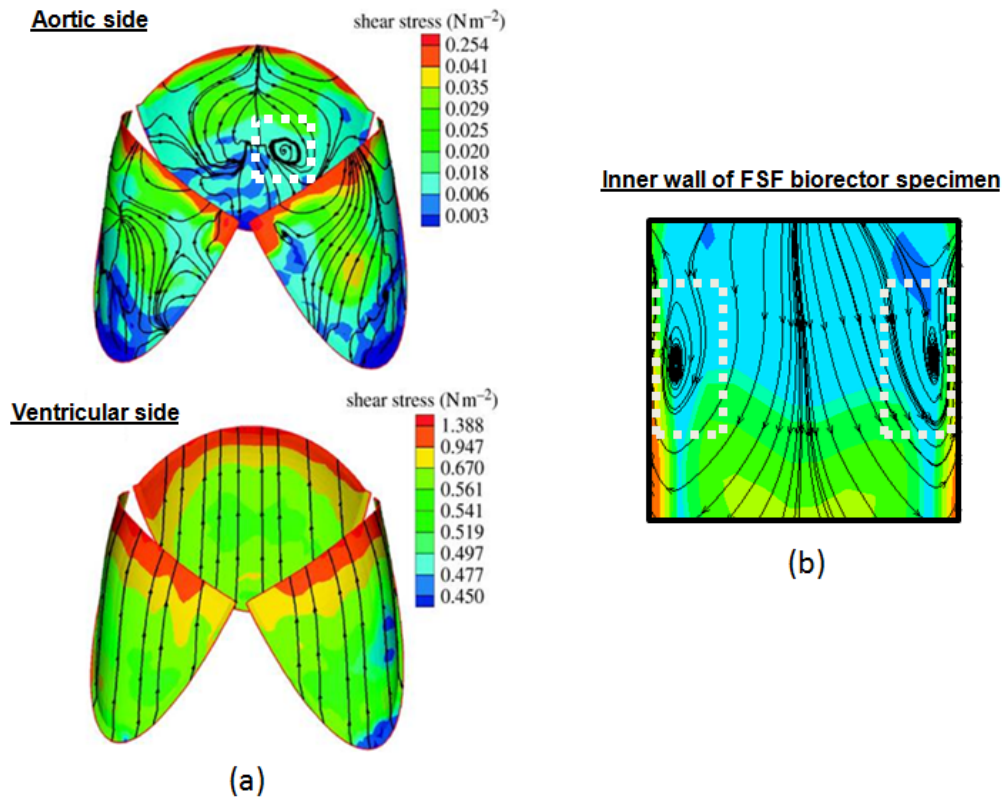 Aortic side
shear stress (N m⁻²)
0.254
0.041
0.035
0.029
0.025
0.020
0.018
0.006
0.003
Ventricular side
shear stress (N m⁻²)
1.388
0.947
0.670
0.561
0.541
0.519
0.497
0.477
0.450
(a)
Inner wall of FSF biorector specimen
(b)